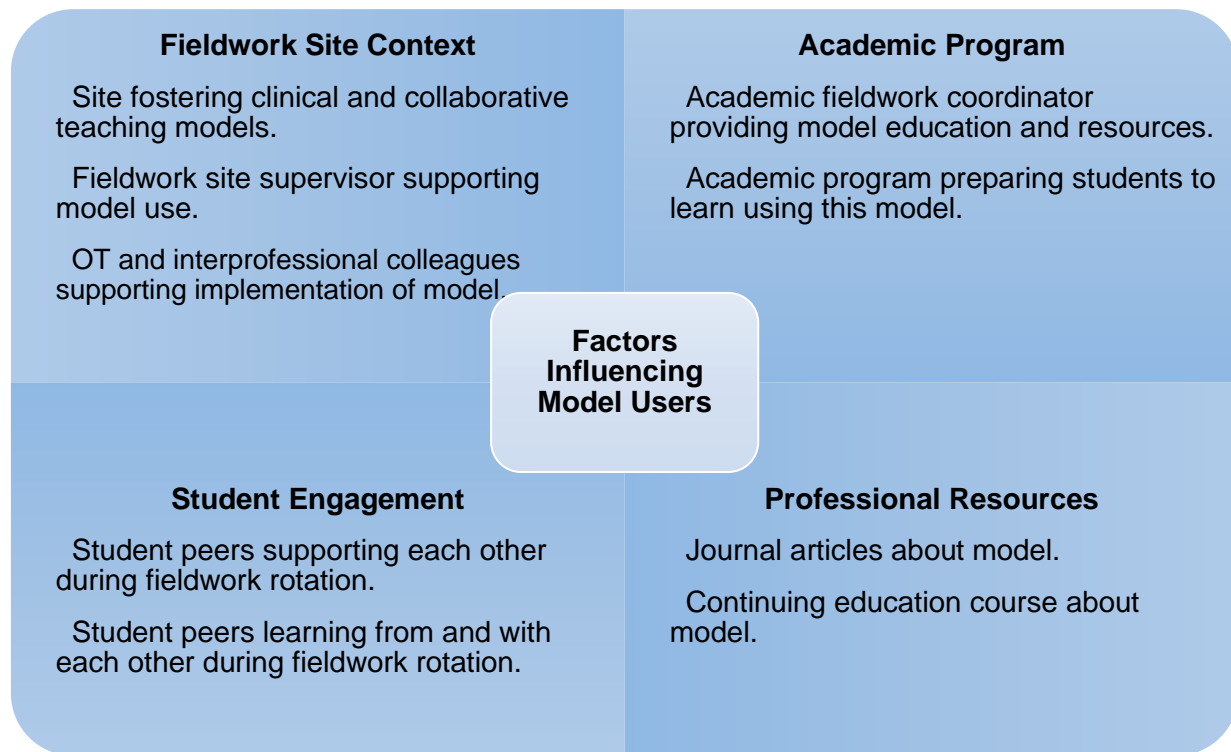 Fieldwork Site Context
Site fostering clinical and collaborative
teaching models.
Fieldwork site supervisor supporting
model use.
OT and interprofessional colleagues
supporting implementation of model.
Academic Program
Academic fieldwork coordinator
providing model education and resources.
Academic program preparing students to
learn using this model.
Factors
Influencing
Model Users
Student Engagement
Student peers supporting each other
during fieldwork rotation.
Student peers learning from and with
each other during fieldwork rotation.
Professional Resources
Journal articles about model.
Continuing education course about
model.